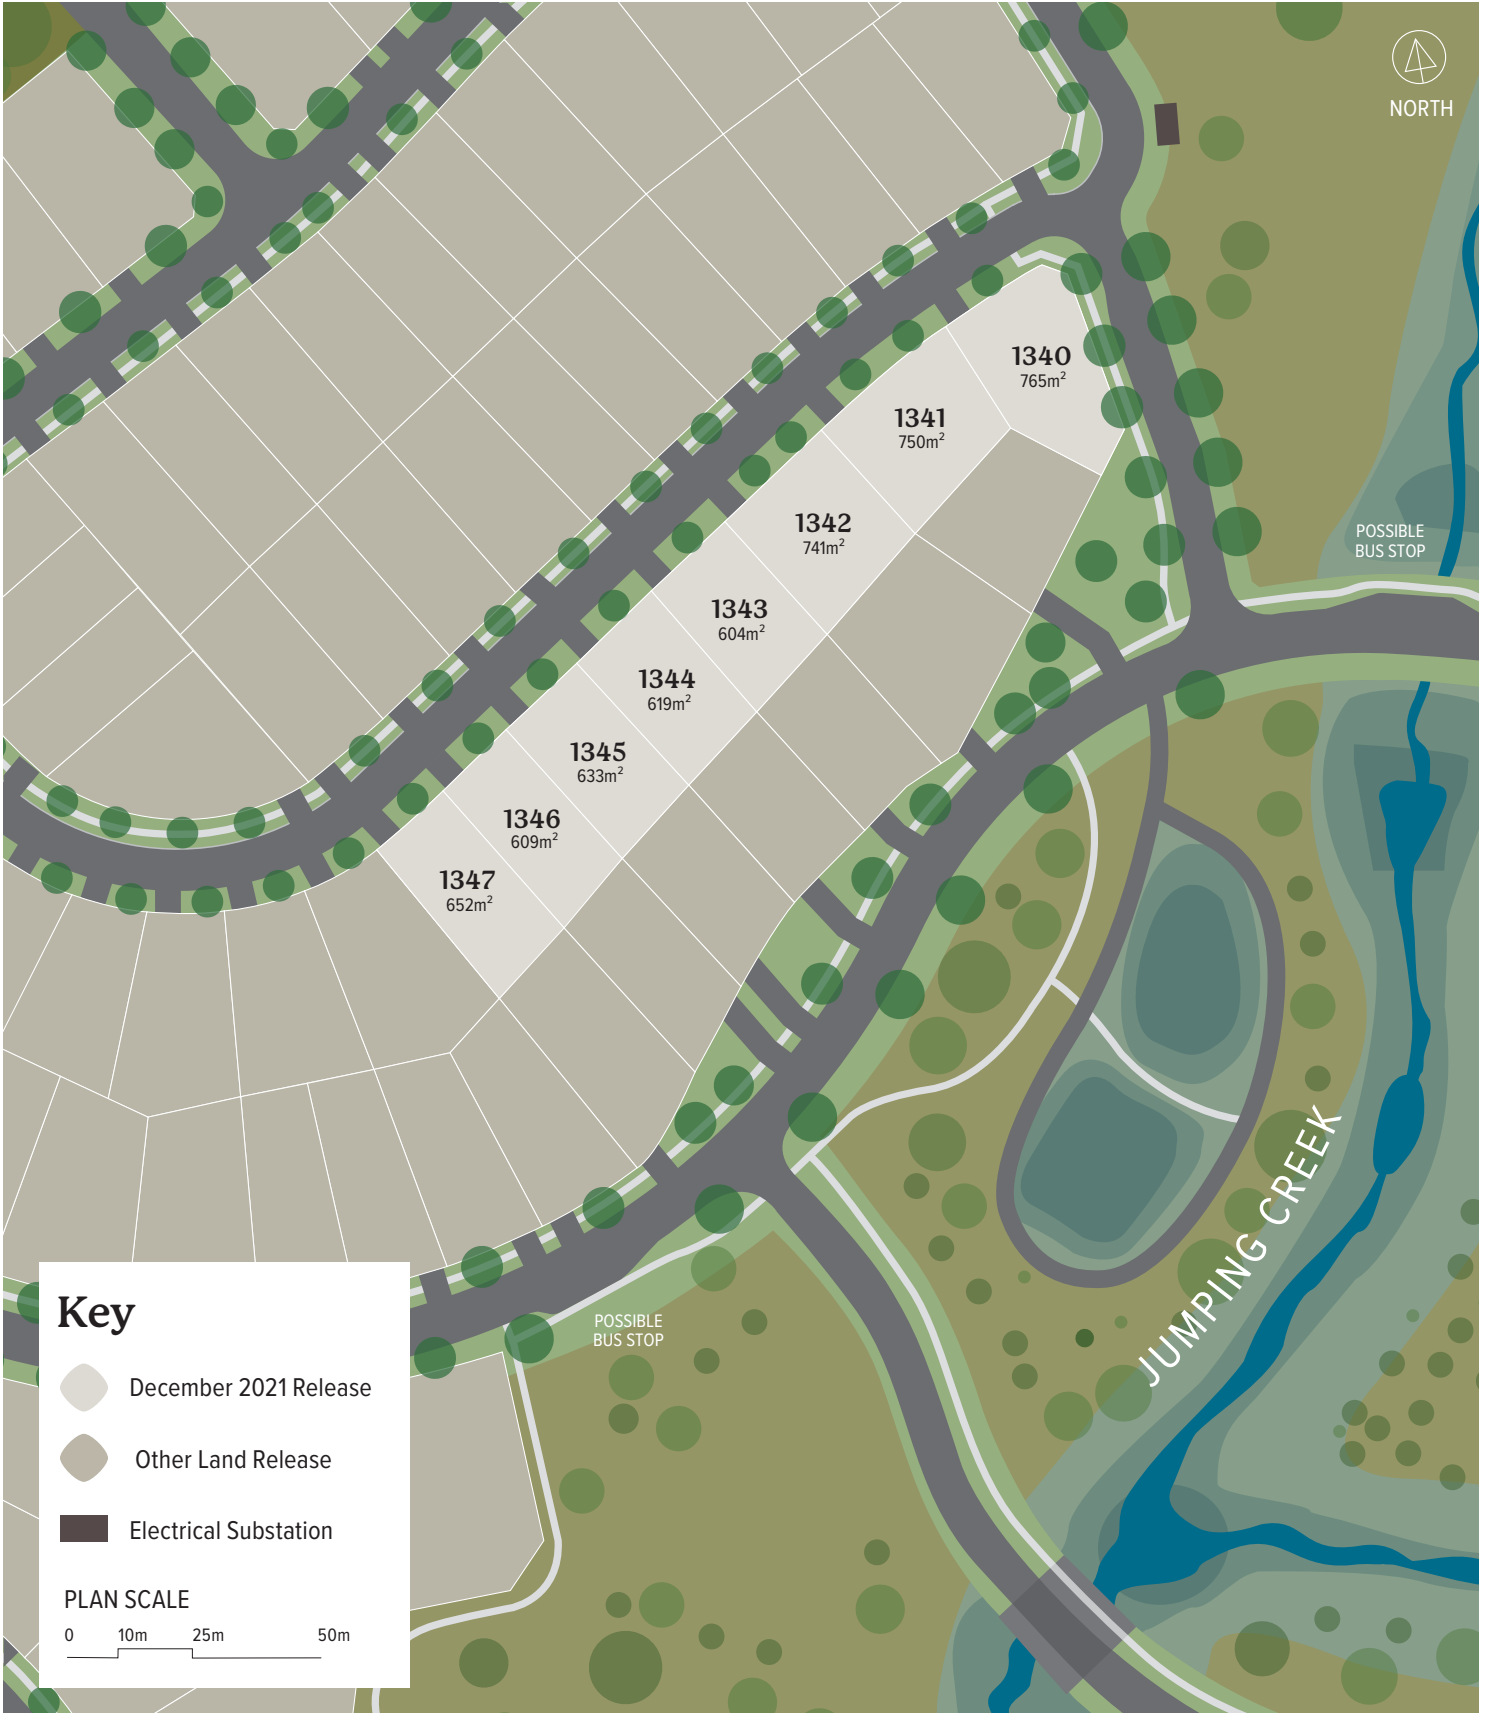 NORTH
1340
765m²
1341
750m²
1342
741m²
POSSIBLE
BUS STOP
1343
604m²
1344
619m²
1345
633m²
1346
609m²
1347
652m²
JUMPING CREEK
POSSIBLE
BUS STOP
Key
December 2021 Release
Other Land Release
Electrical Substation
PLAN SCALE
0 10m 25m 50m